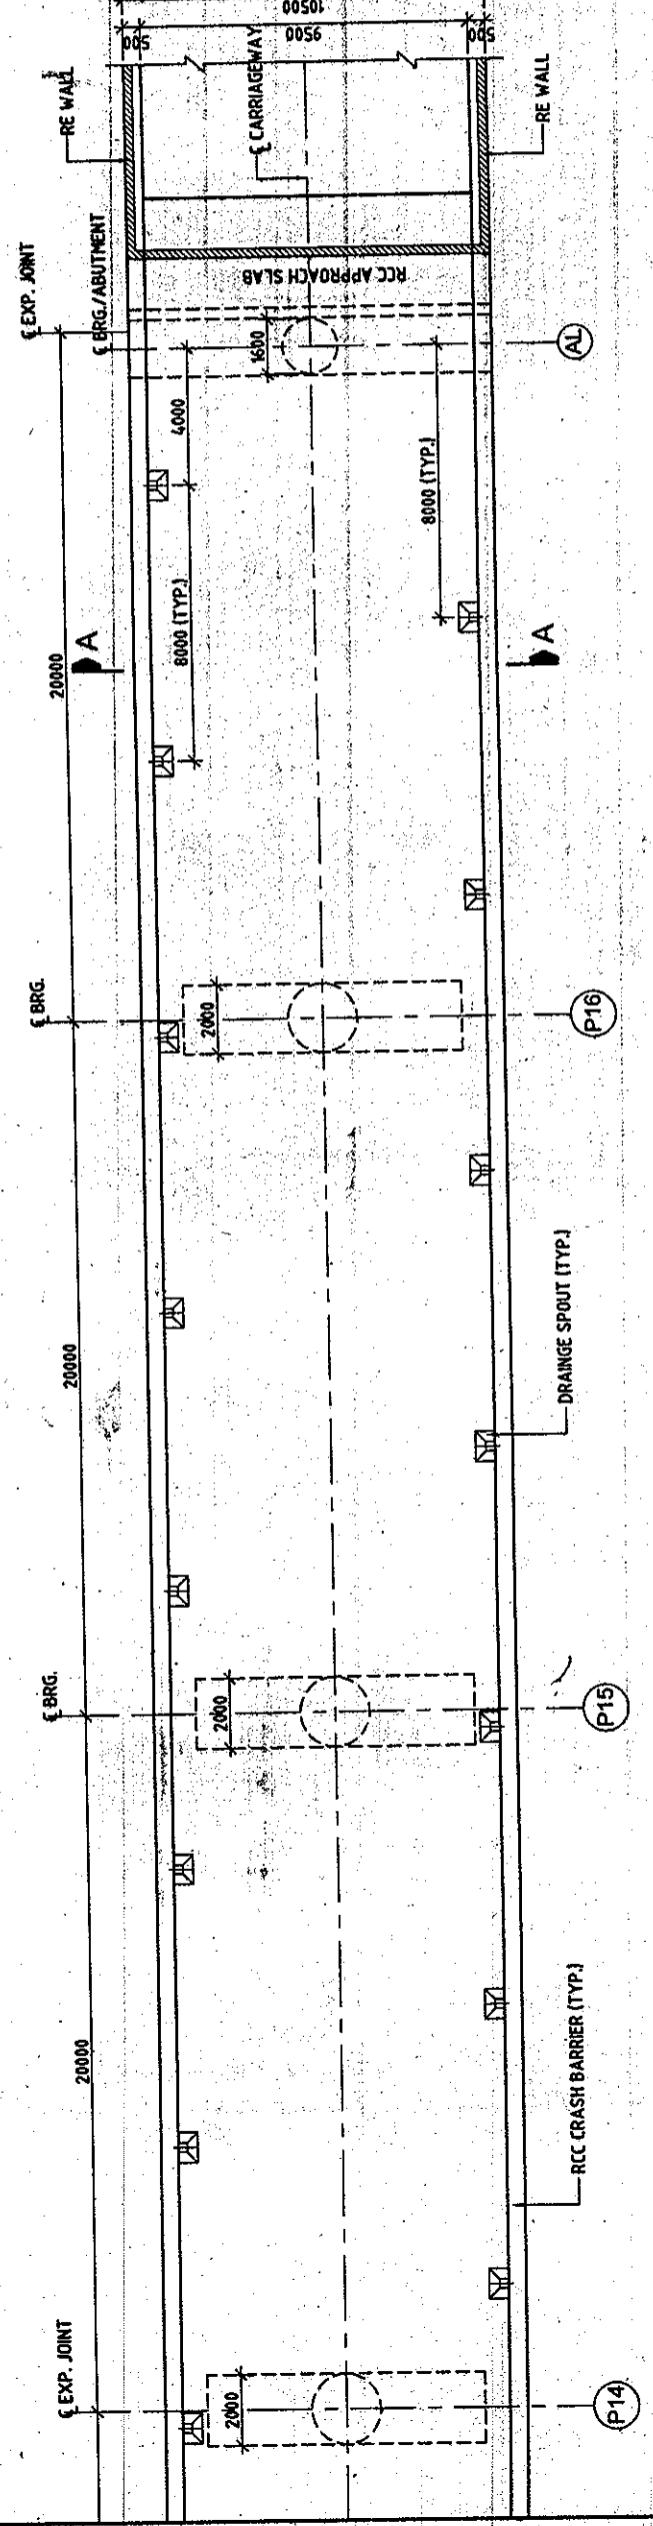 10500
500
9500
500
RE WALL
℄ CARRIAGEWAY
RE WALL
℄ EXP. JOINT
℄ BRG./ABUTMENT
RCC APPROACH SLAB
1600
AL
4000
8000 (TYP.)
8000 (TYP.)
20000
A
A
℄ BRG.
2000
P16
20000
DRAINGE SPOUT (TYP.)
℄ BRG.
2000
P15
20000
RCC CRASH BARRIER (TYP.)
℄ EXP. JOINT
2000
P14